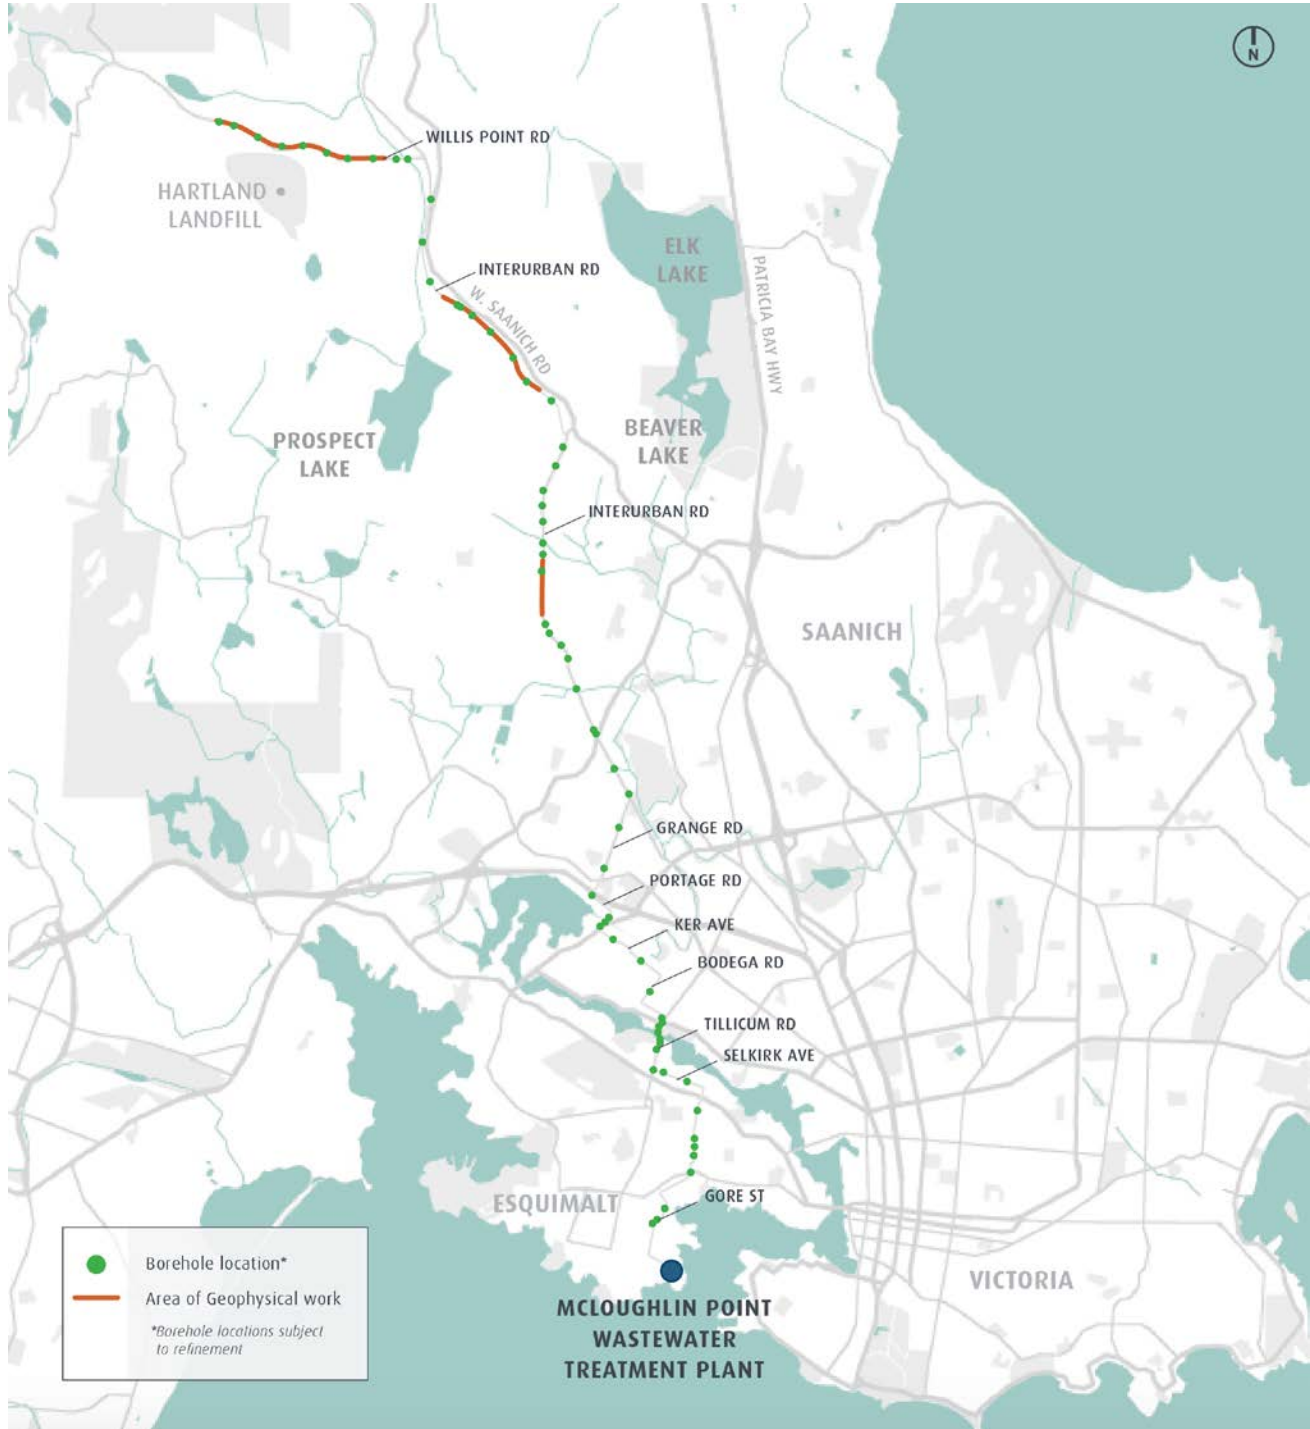 N
WILLIS POINT RD
HARTLAND
LANDFILL
ELK
LAKE
INTERURBAN RD
PATRICIA BAY HWY
W. SAANICH RD
BEAVER
LAKE
PROSPECT
LAKE
INTERURBAN RD
SAANICH
GRANGE RD
PORTAGE RD
KER AVE
BODEGA RD
TILLICUM RD
SELKIRK AVE
ESQUIMALT
GORE ST
VICTORIA
MCLOUGHLIN POINT
WASTEWATER
TREATMENT PLANT
Borehole location*
Area of Geophysical work
*Borehole locations subject
to refinement